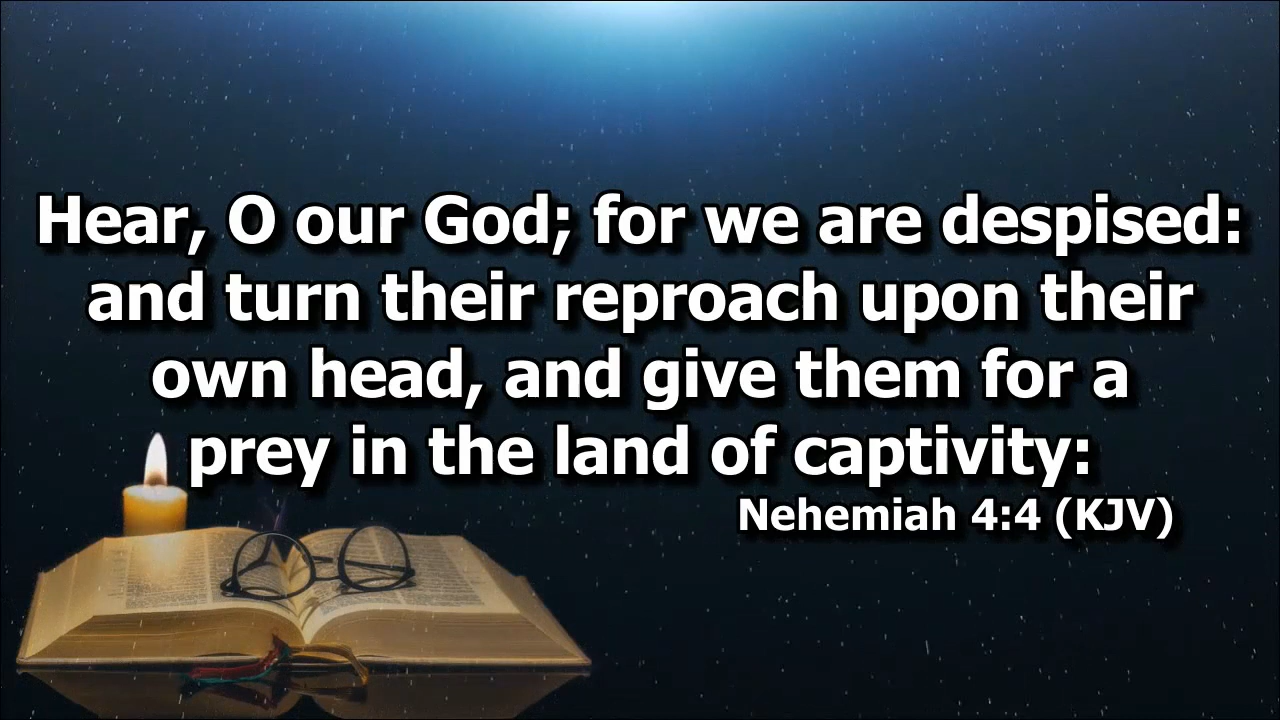 Hear, O our God; for we are despised:
and turn their reproach upon their
own head, and give them for a
prey in the land of captivity:
Nehemiah 4:4 (KJV)